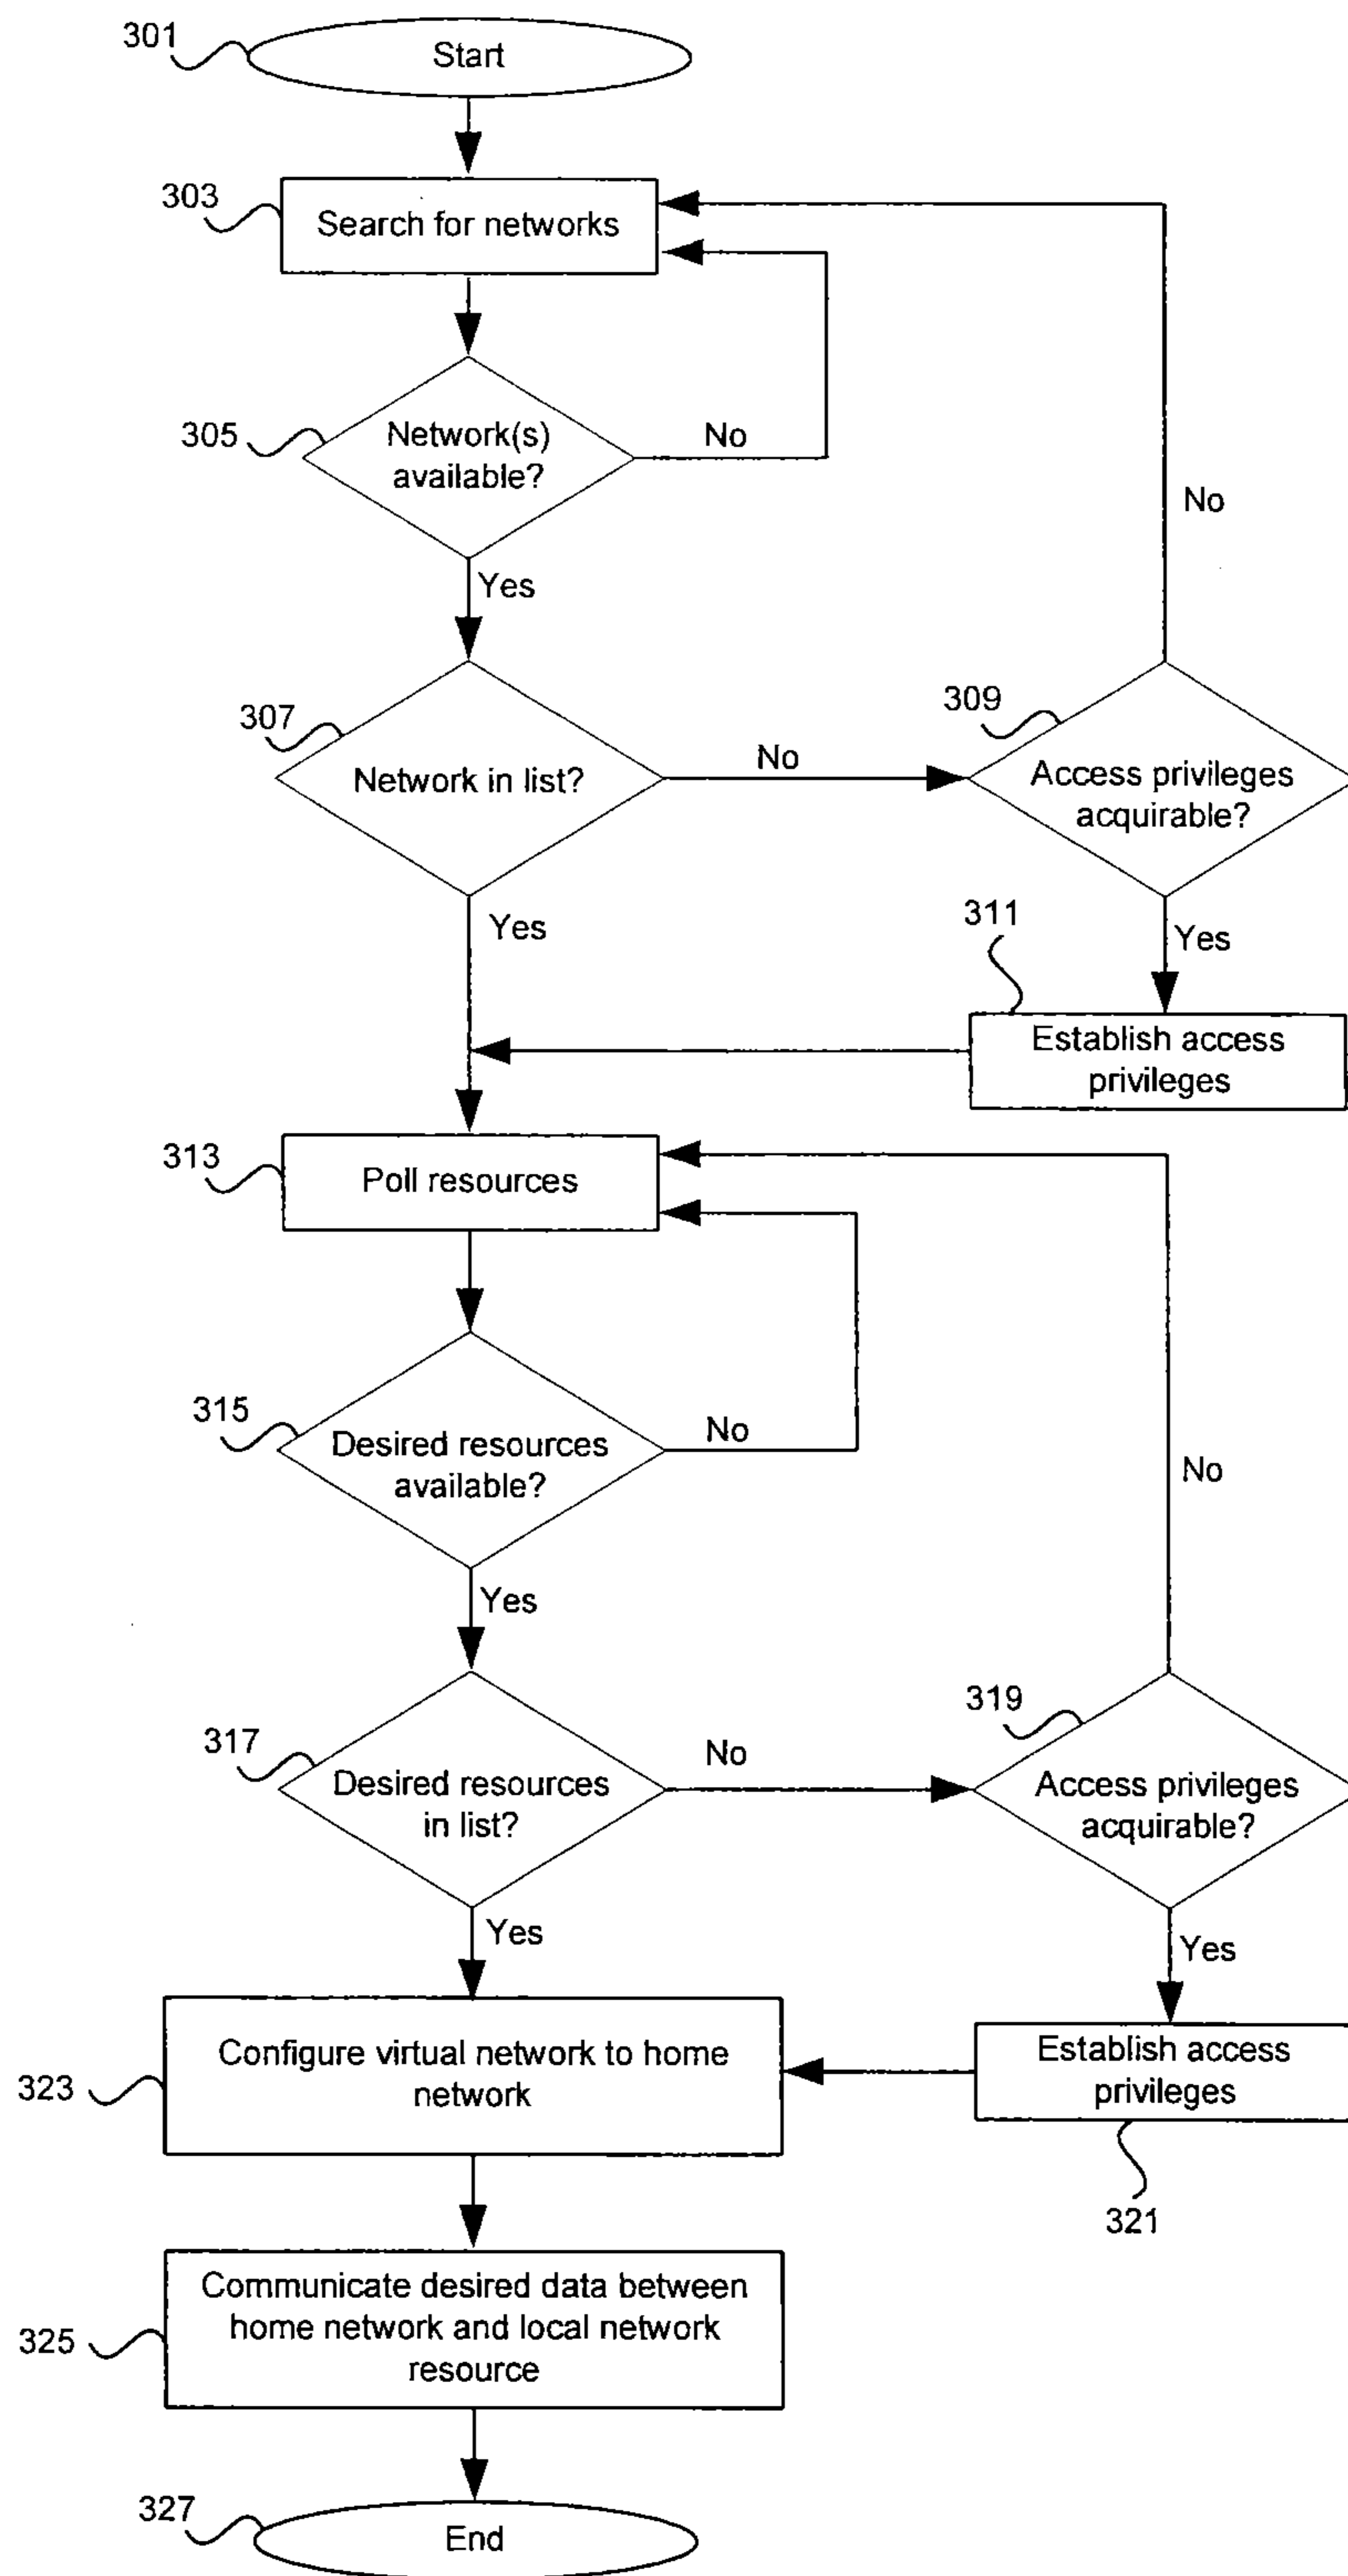 301
Start
303
Search for networks
305
Network(s)
available?
No
Yes
No
307
Network in list?
No
309
Access privileges
acquirable?
Yes
311
Yes
Establish access
privileges
313
Poll resources
315
Desired resources
available?
No
No
Yes
317
Desired resources
in list?
No
319
Access privileges
acquirable?
Yes
Yes
323
Configure virtual network to home
network
Establish access
privileges
321
325
Communicate desired data between
home network and local network
resource
327
End